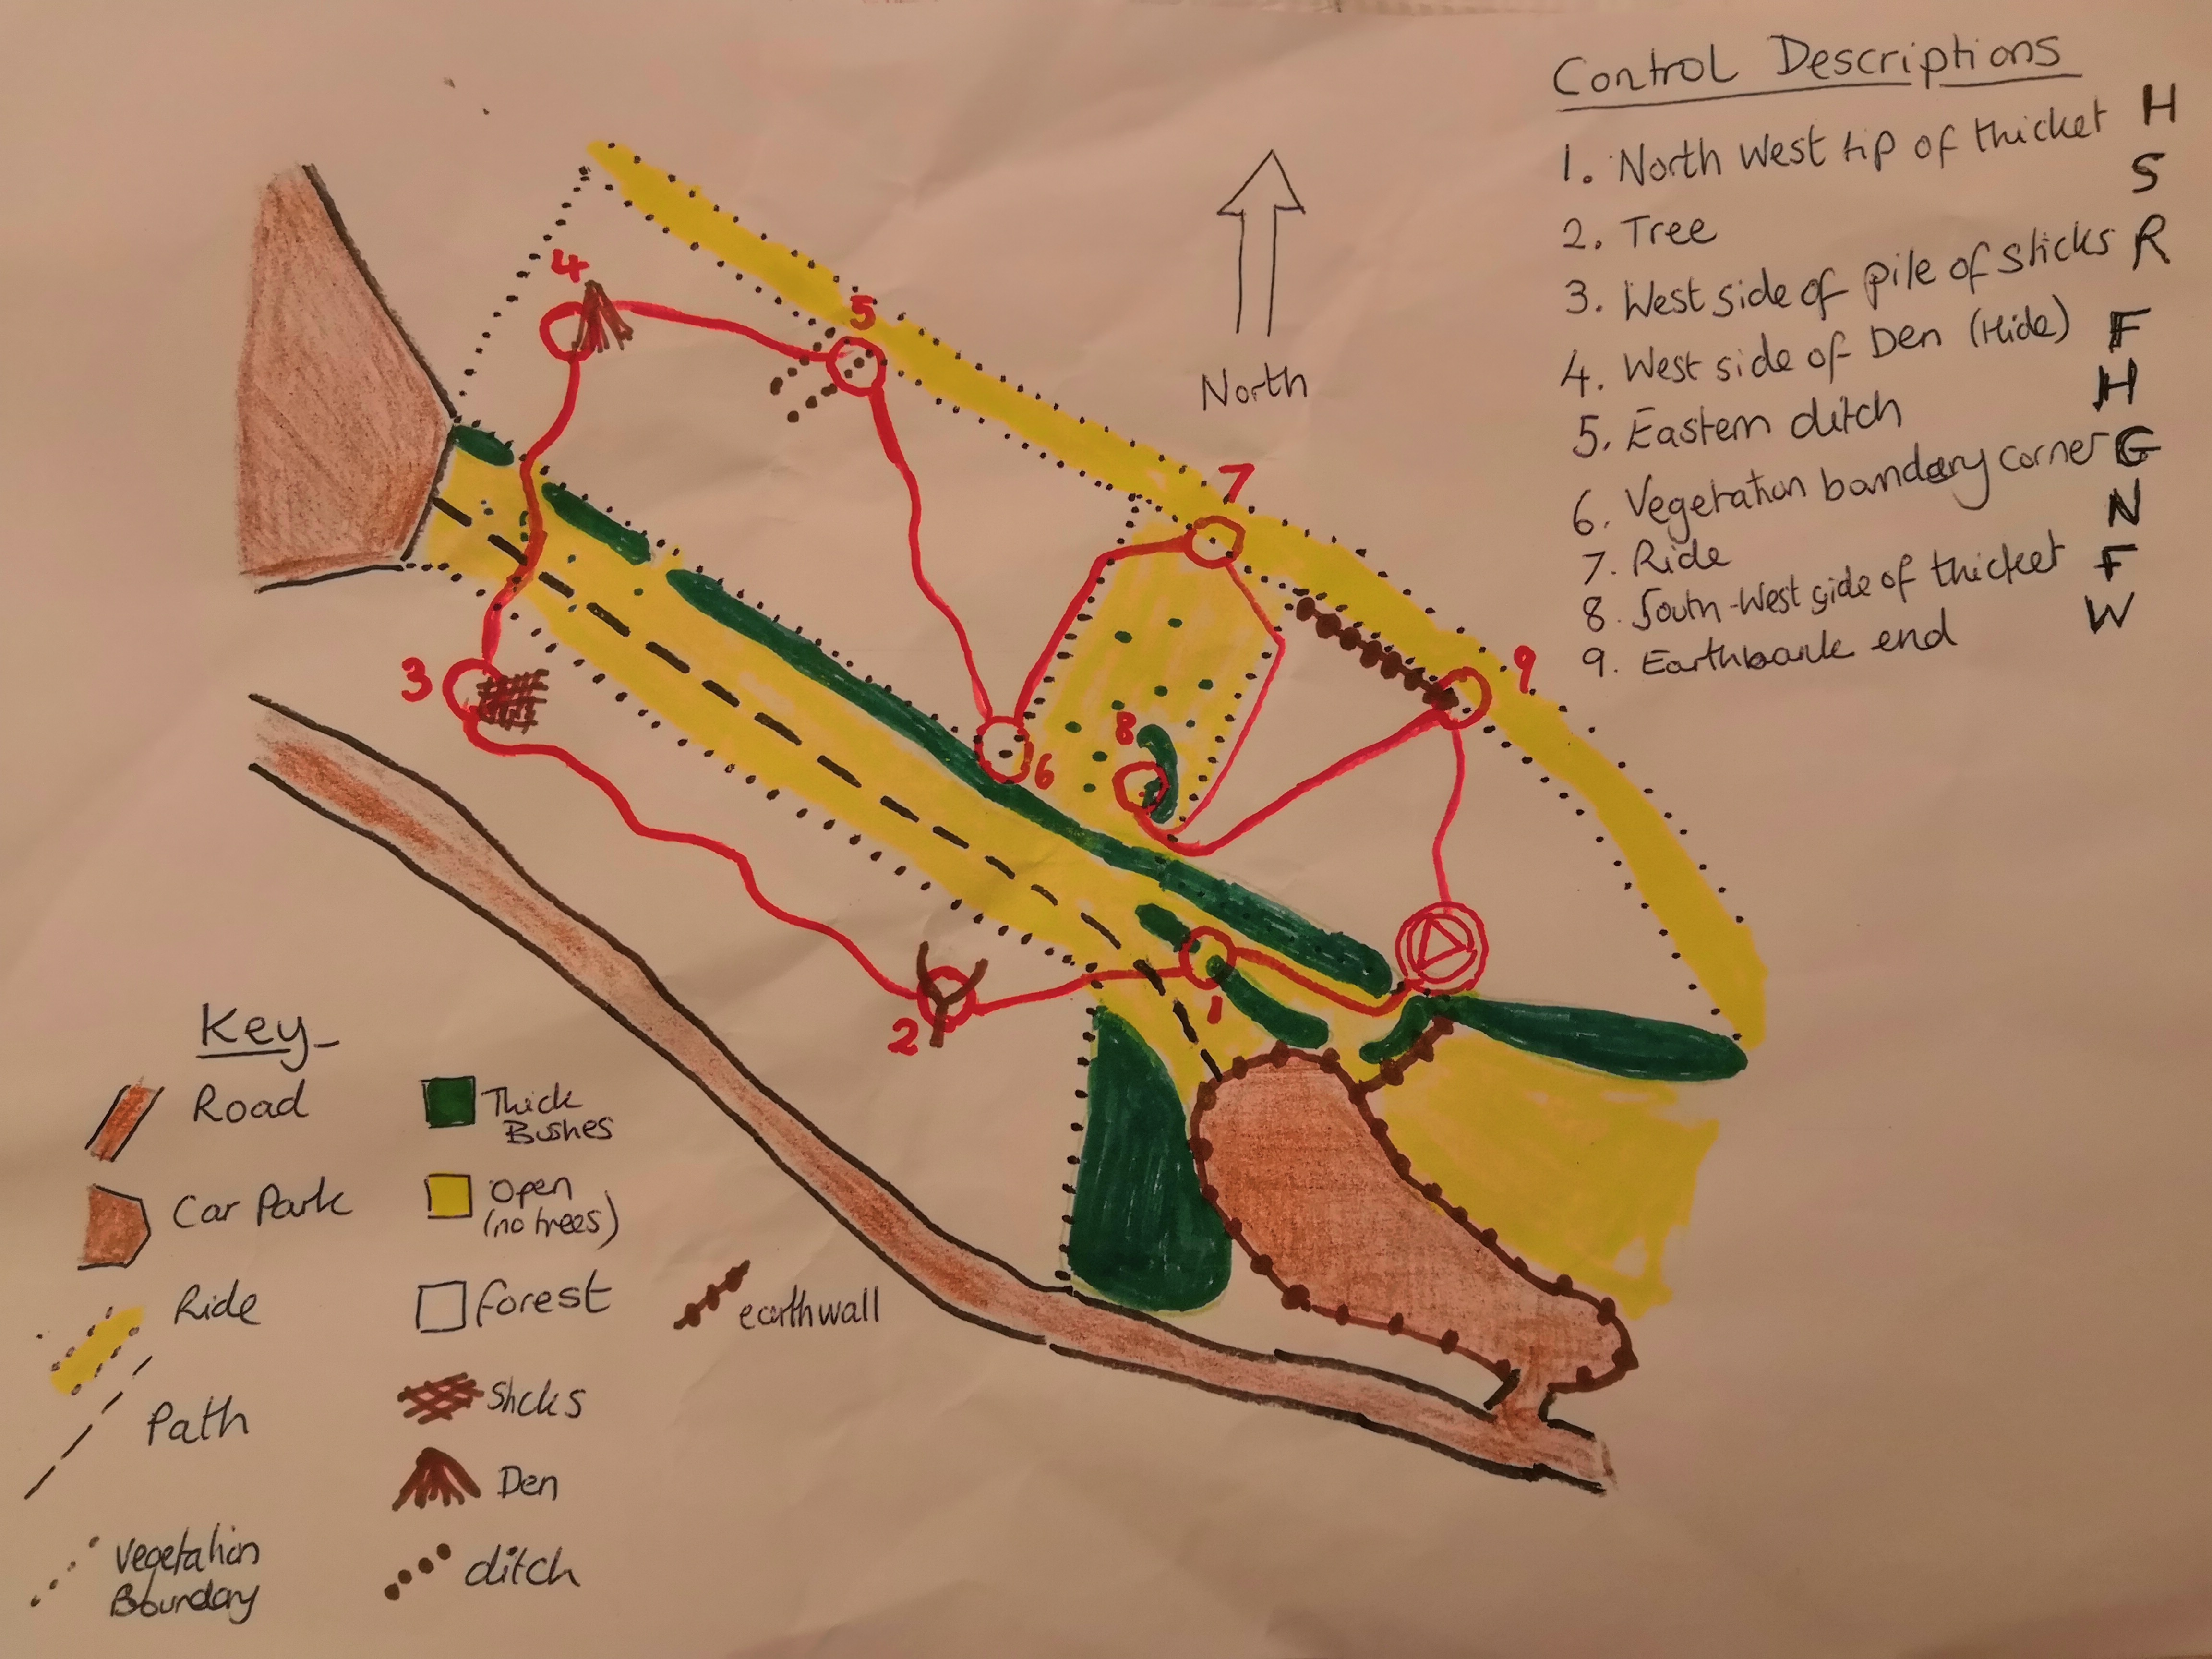 Control Descriptions
1. North West tip of thicket H
2. Tree S
3. West side of pile of sticks R
4. West side of Den (Hide) F
5. Eastern ditch H
6. Vegetation boundary corner G
7. Ride N
8. South-West side of thicket F
9. Earthbank end W
North
4
5
7
3
9
8
6
2
1
Key
Road
Car Park
Ride
Path
Vegetation
Boundary
Thick
Bushes
Open
(no trees)
forest
Sticks
Den
ditch
earthwall